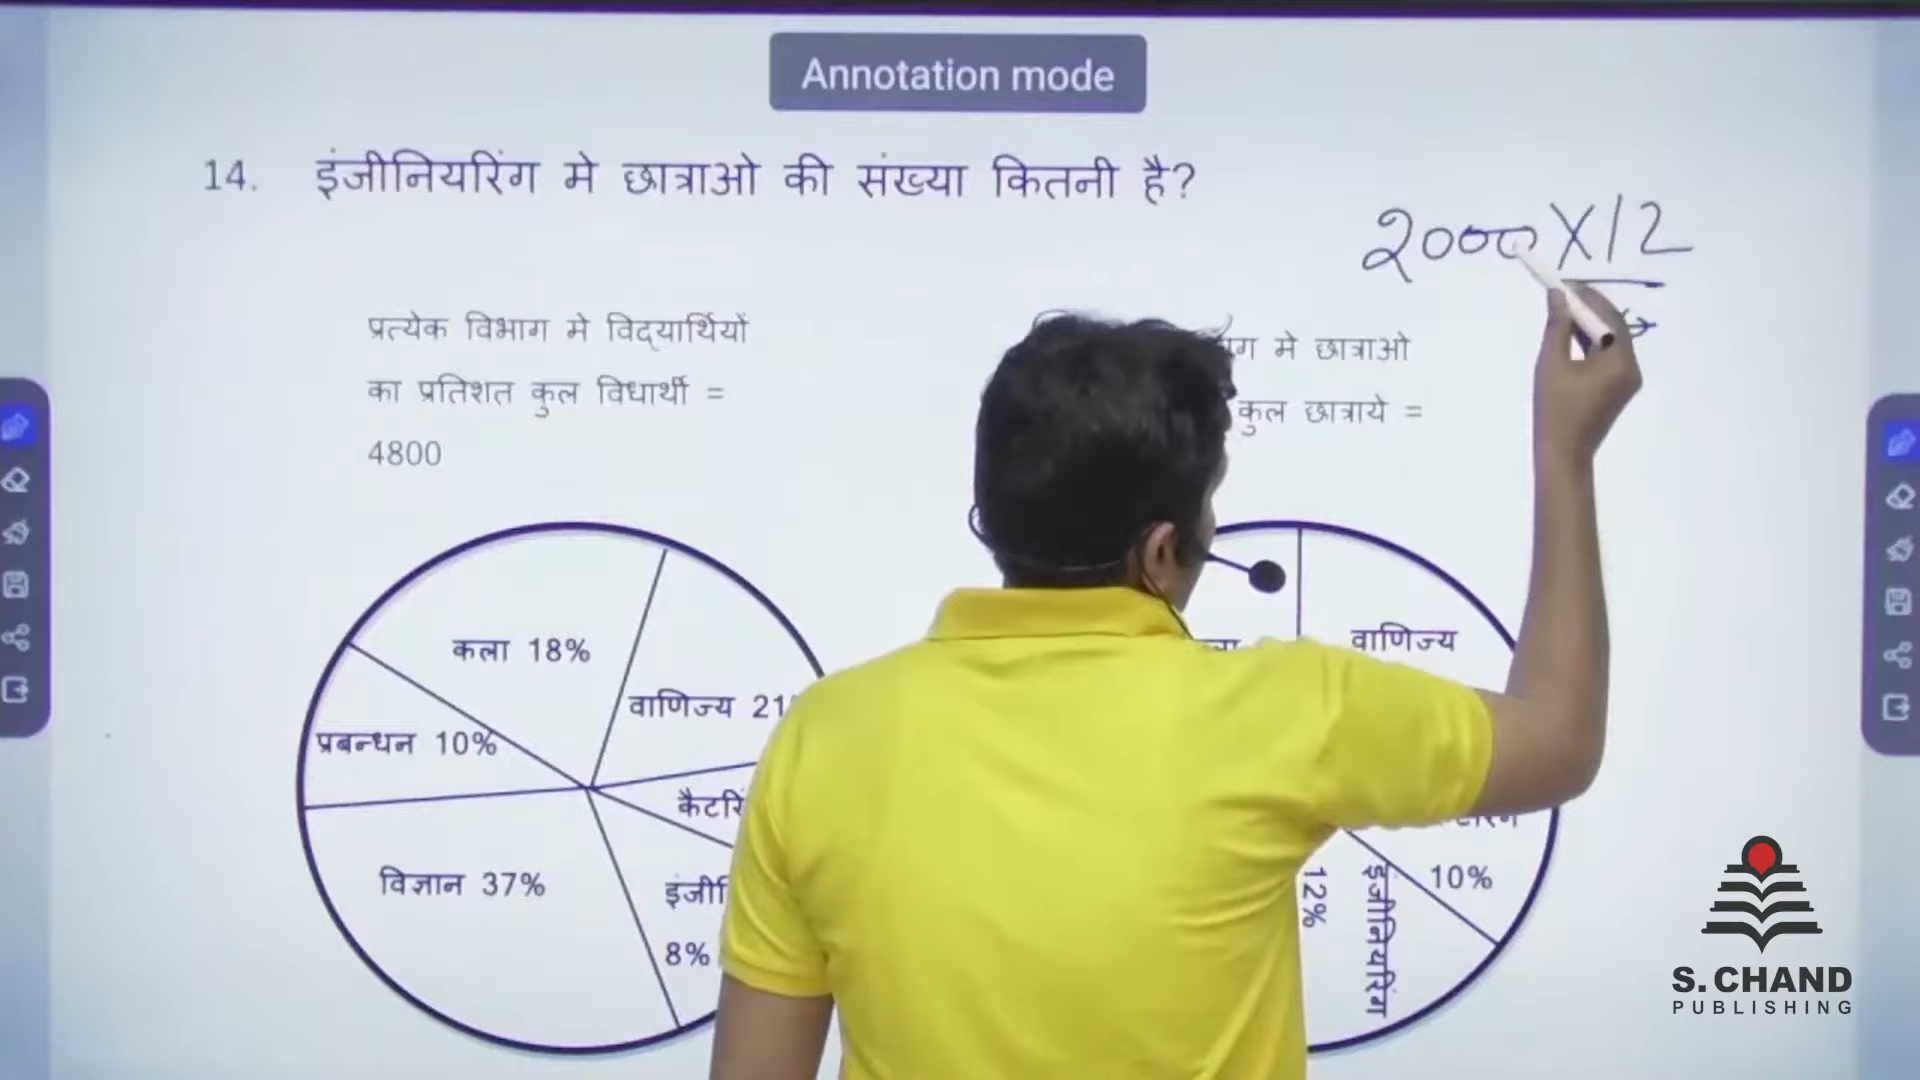 Annotation mode
14. इंजीनियरिंग मे छात्राओ की संख्या कितनी है?
2000 X 12
प्रत्येक विभाग मे विद्यार्थियों
का प्रतिशत कुल विधार्थी =
4800
मे छात्राओ
कुल छात्राये =
कला 18%
वाणिज्य 21
प्रबन्धन 10%
विज्ञान 37%
8%
वाणिज्य
10%
12%
इंजीनियरिंग
S. CHAND
PUBLISHING